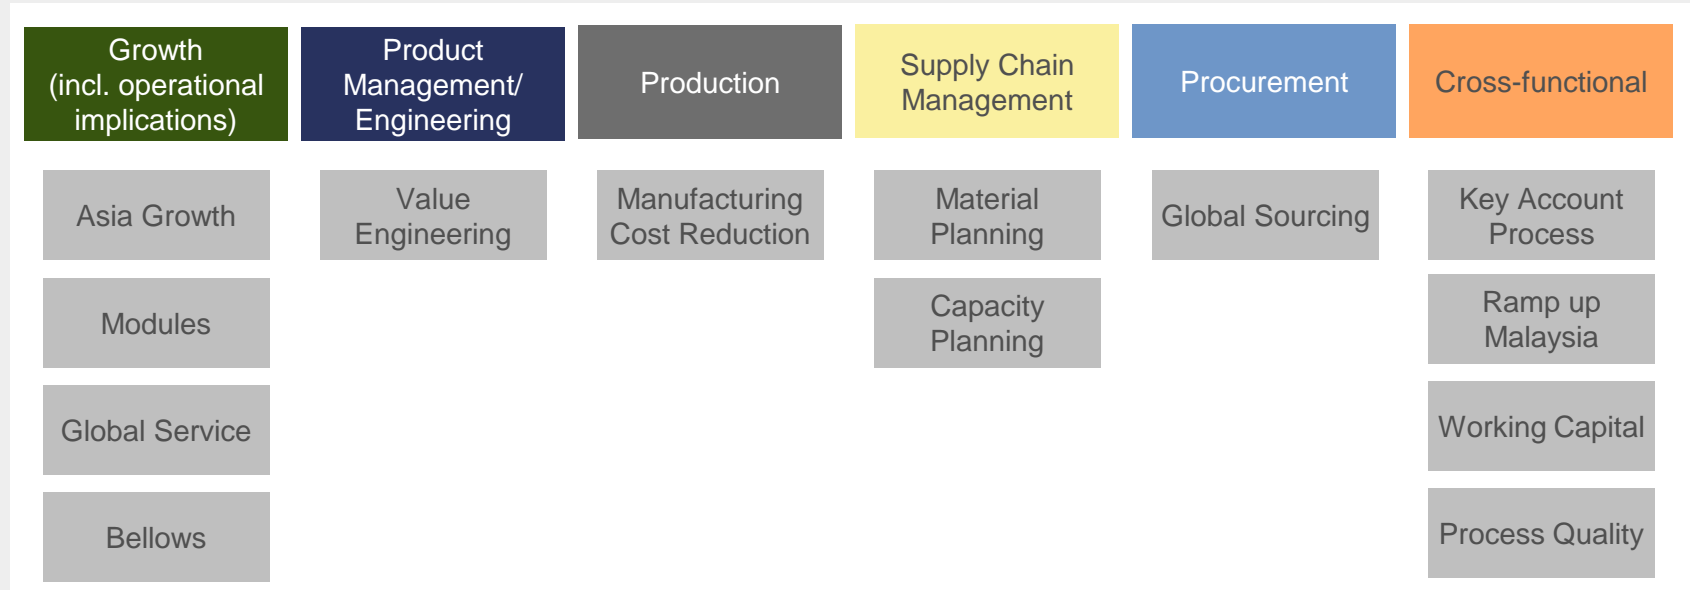 Growth
(incl. operational
implications)
Product
Management/
Engineering
Production
Supply Chain
Management
Procurement
Cross-functional
Asia Growth
Modules
Global Service
Bellows
Value
Engineering
Manufacturing
Cost Reduction
Material
Planning
Capacity
Planning
Global Sourcing
Key Account
Process
Ramp up
Malaysia
Working Capital
Process Quality